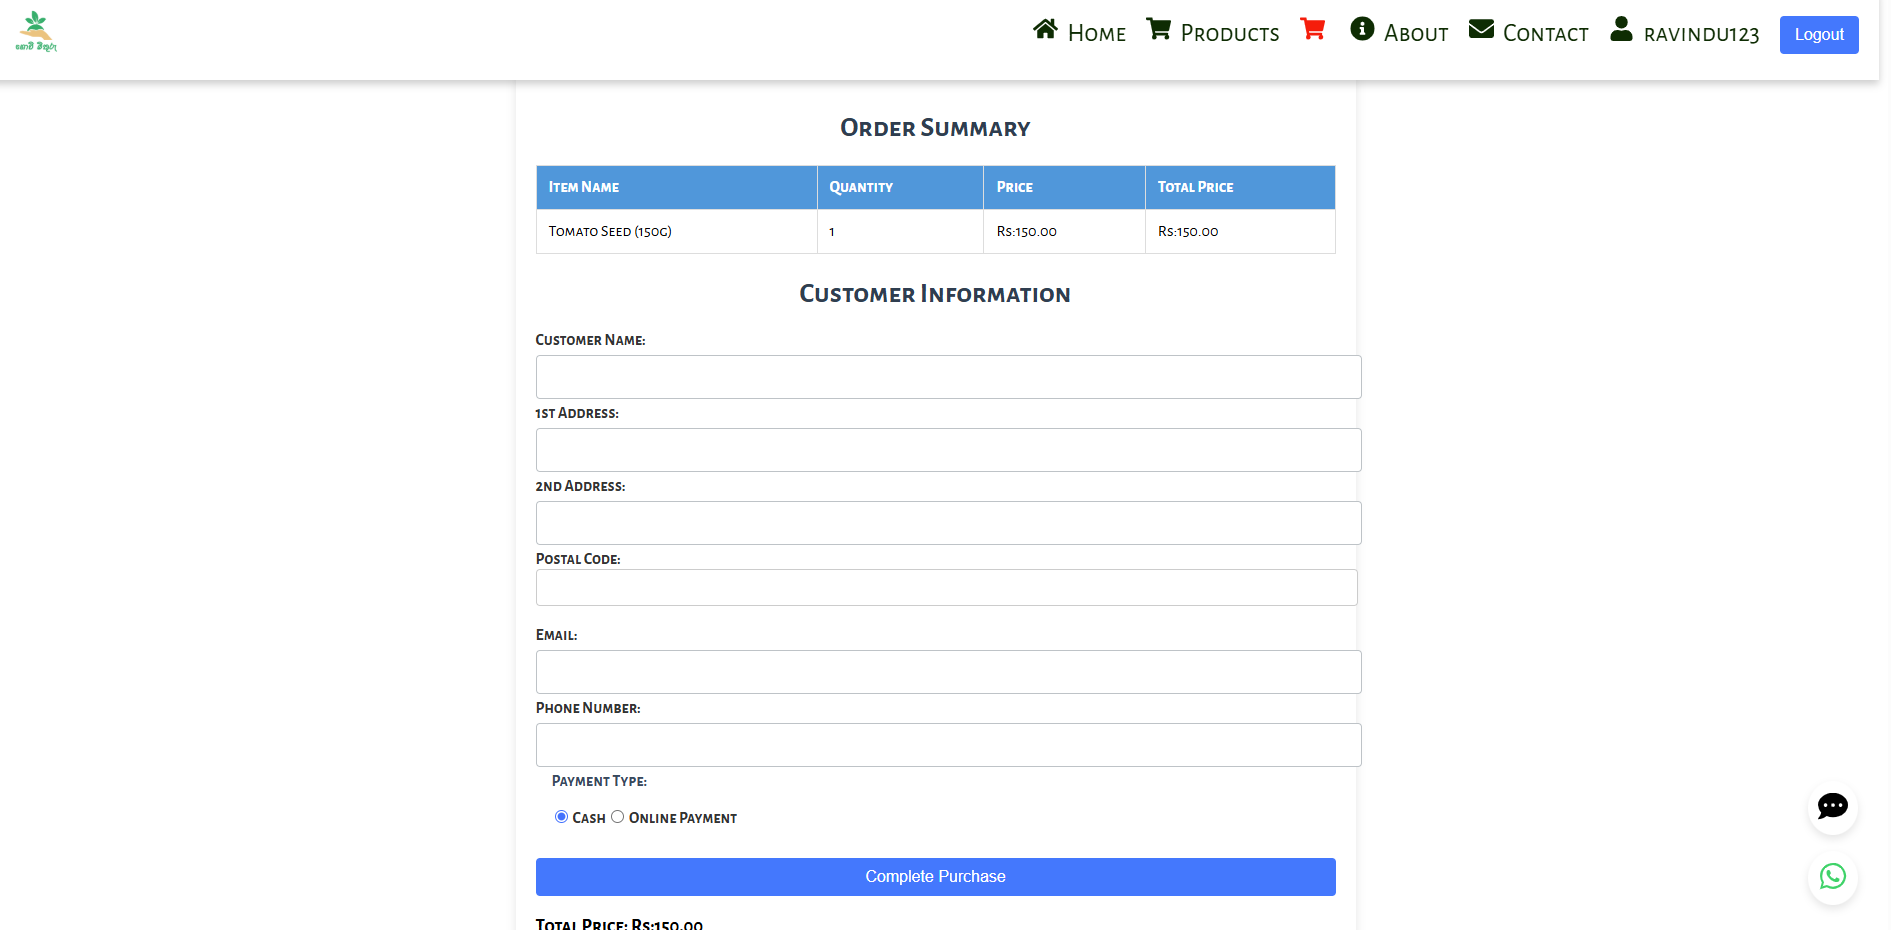 ගොවි මිතුරු
Home Products About Contact ravindu123 Logout
Order Summary
Item Name Quantity Price Total Price
Tomato Seed (150g) 1 Rs:150.00 Rs:150.00
Customer Information
Customer Name:
1st Address:
2nd Address:
Postal Code:
Email:
Phone Number:
Payment Type:
Cash Online Payment
Complete Purchase
Total Price: Rs:150.00